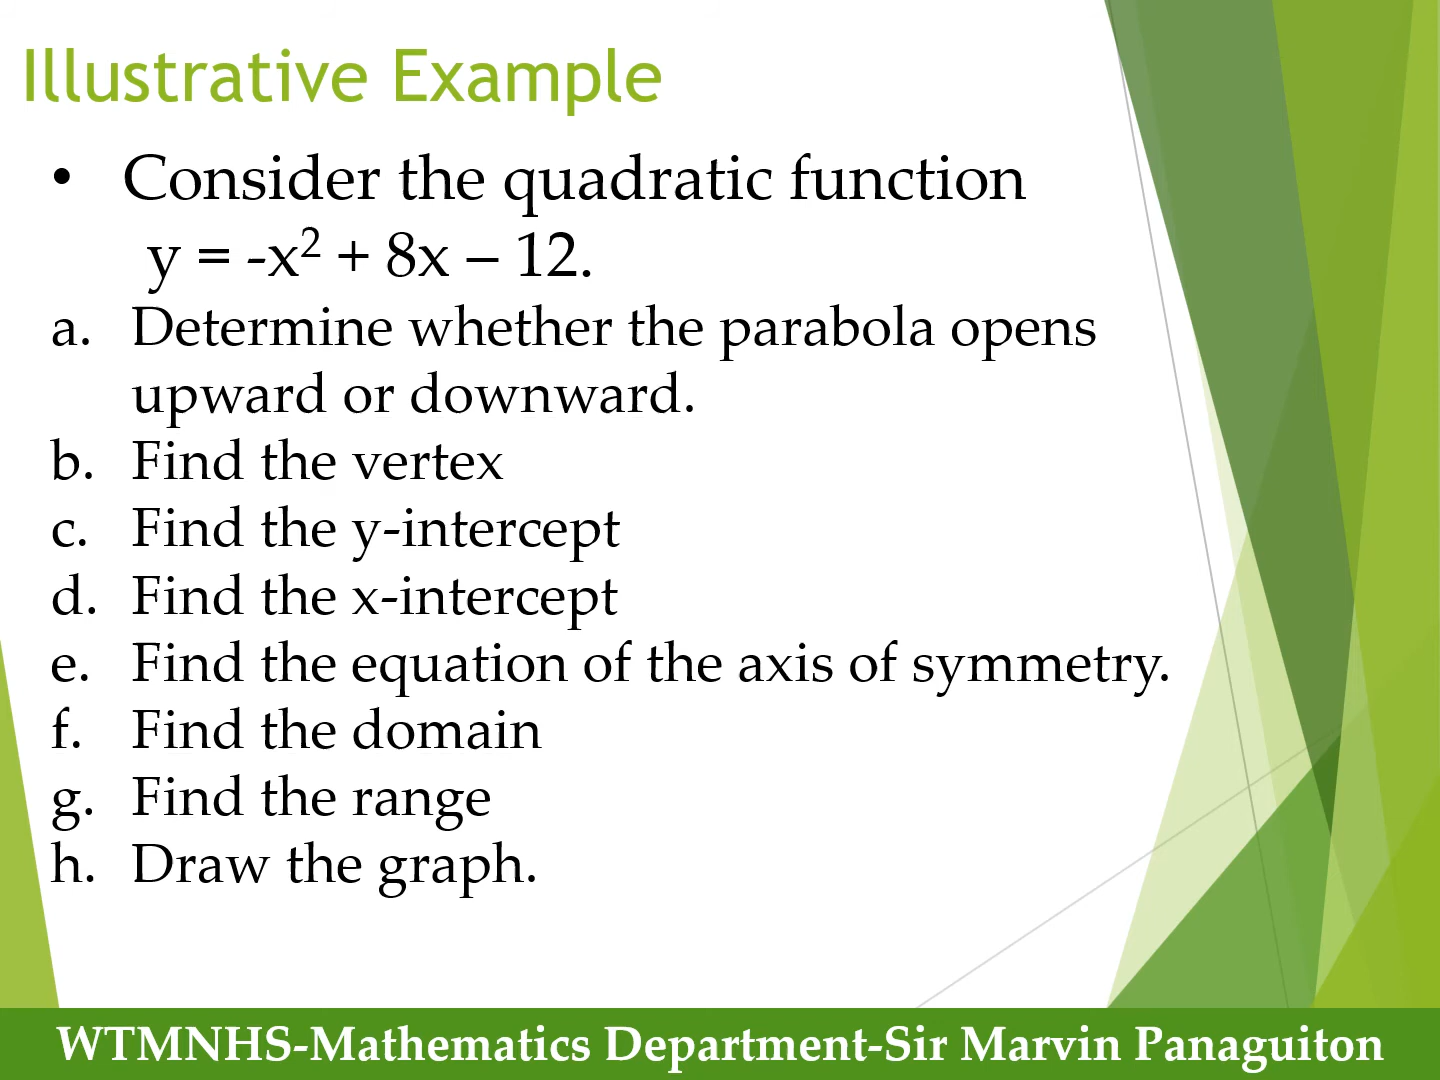 Illustrative Example
• Consider the quadratic function
y = -x² + 8x – 12.
a. Determine whether the parabola opens
upward or downward.
b. Find the vertex
c. Find the y-intercept
d. Find the x-intercept
e. Find the equation of the axis of symmetry.
f. Find the domain
g. Find the range
h. Draw the graph.
WTMNHS-Mathematics Department-Sir Marvin Panaguiton